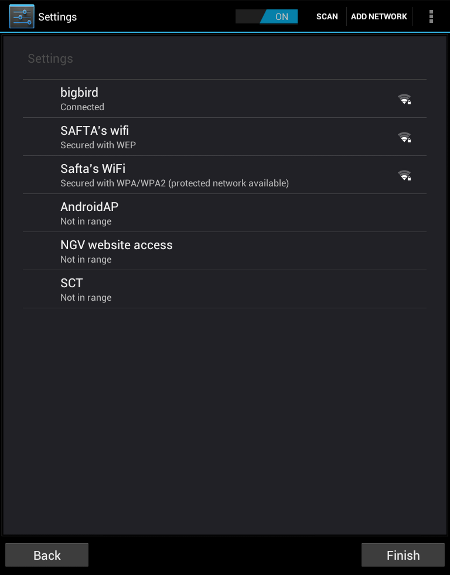 Settings
ON
SCAN
ADD NETWORK
Settings
bigbird
Connected
SAFTA's wifi
Secured with WEP
Safta's WiFi
Secured with WPA/WPA2 (protected network available)
AndroidAP
Not in range
NGV website access
Not in range
SCT
Not in range
Back
Finish